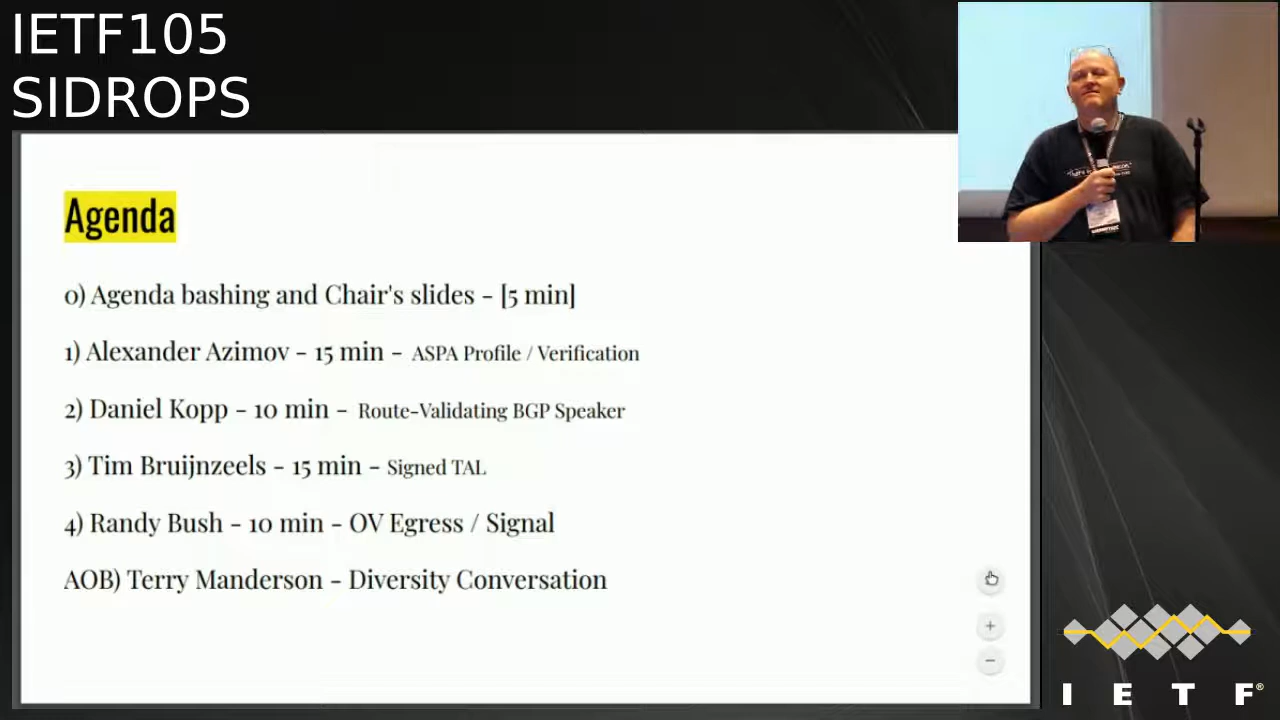 IETF105
SIDROPS
Agenda
0) Agenda bashing and Chair's slides - [5 min]
1) Alexander Azimov - 15 min - ASPA Profile / Verification
2) Daniel Kopp - 10 min - Route-Validating BGP Speaker
3) Tim Bruijnzeels - 15 min - Signed TAL
4) Randy Bush - 10 min - OV Egress / Signal
AOB) Terry Manderson - Diversity Conversation
+
−
I E T F®